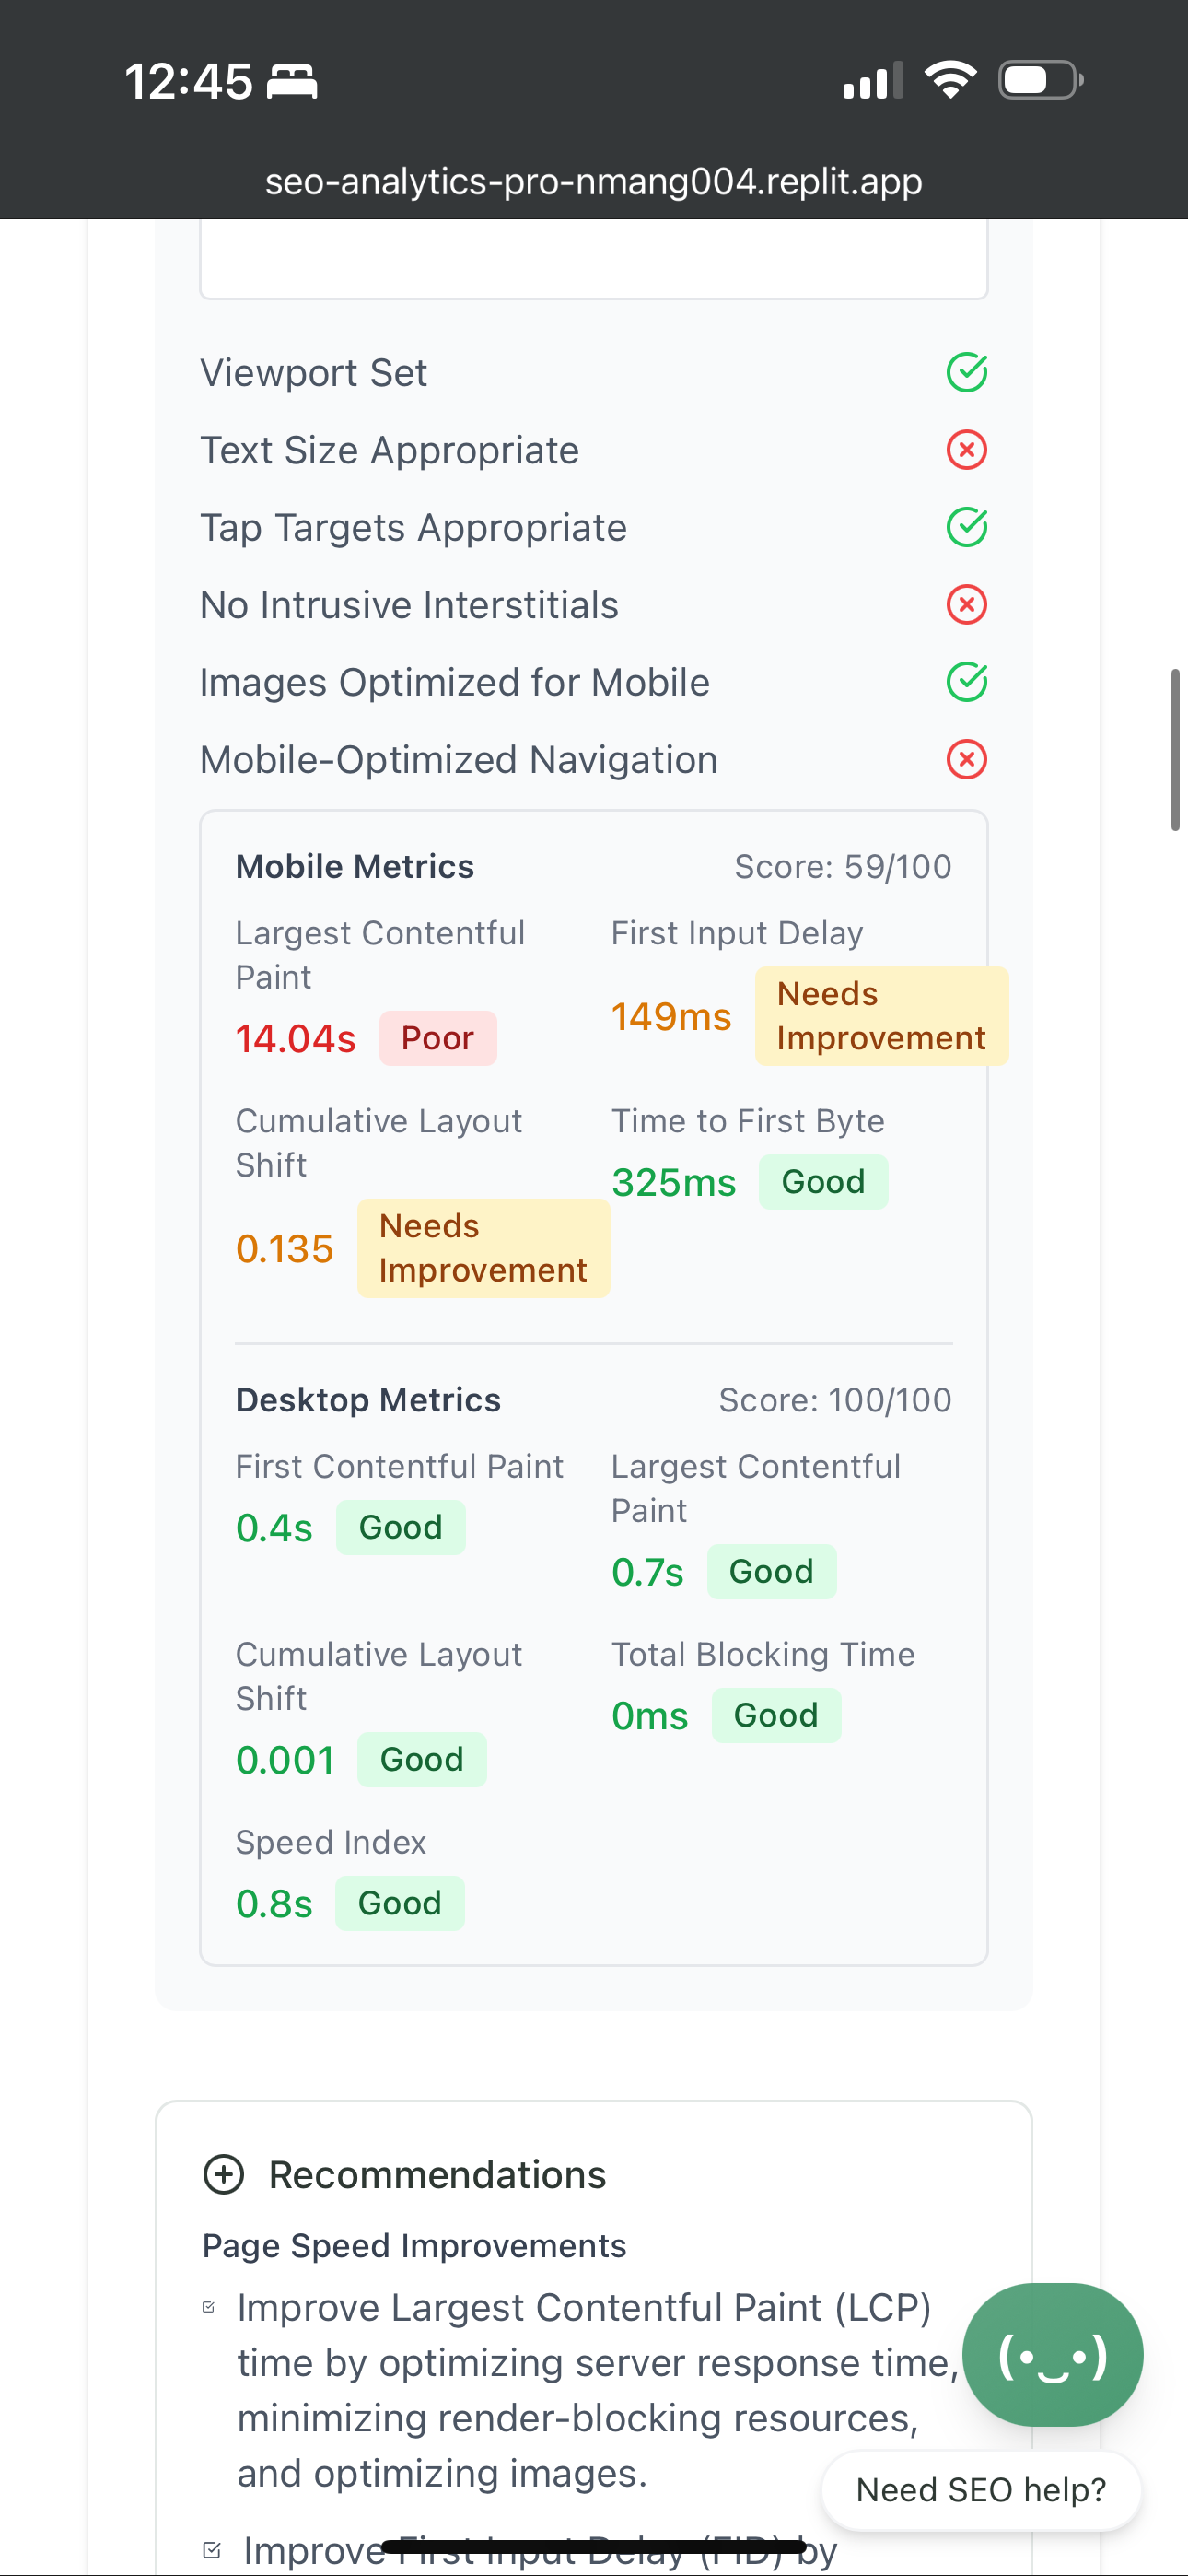 12:45
seo-analytics-pro-nmang004.replit.app
Viewport Set
Text Size Appropriate
Tap Targets Appropriate
No Intrusive Interstitials
Images Optimized for Mobile
Mobile-Optimized Navigation
Mobile Metrics
Score: 59/100
Largest Contentful
Paint
14.04s
Poor
First Input Delay
149ms
Needs
Improvement
Cumulative Layout
Shift
0.135
Needs
Improvement
Time to First Byte
325ms
Good
Desktop Metrics
Score: 100/100
First Contentful Paint
0.4s
Good
Largest Contentful
Paint
0.7s
Good
Cumulative Layout
Shift
0.001
Good
Total Blocking Time
0ms
Good
Speed Index
0.8s
Good
Recommendations
Page Speed Improvements
Improve Largest Contentful Paint (LCP)
time by optimizing server response time,
minimizing render-blocking resources,
and optimizing images.
(•‿•)
Need SEO help?
Improve First Input Delay (FID) by